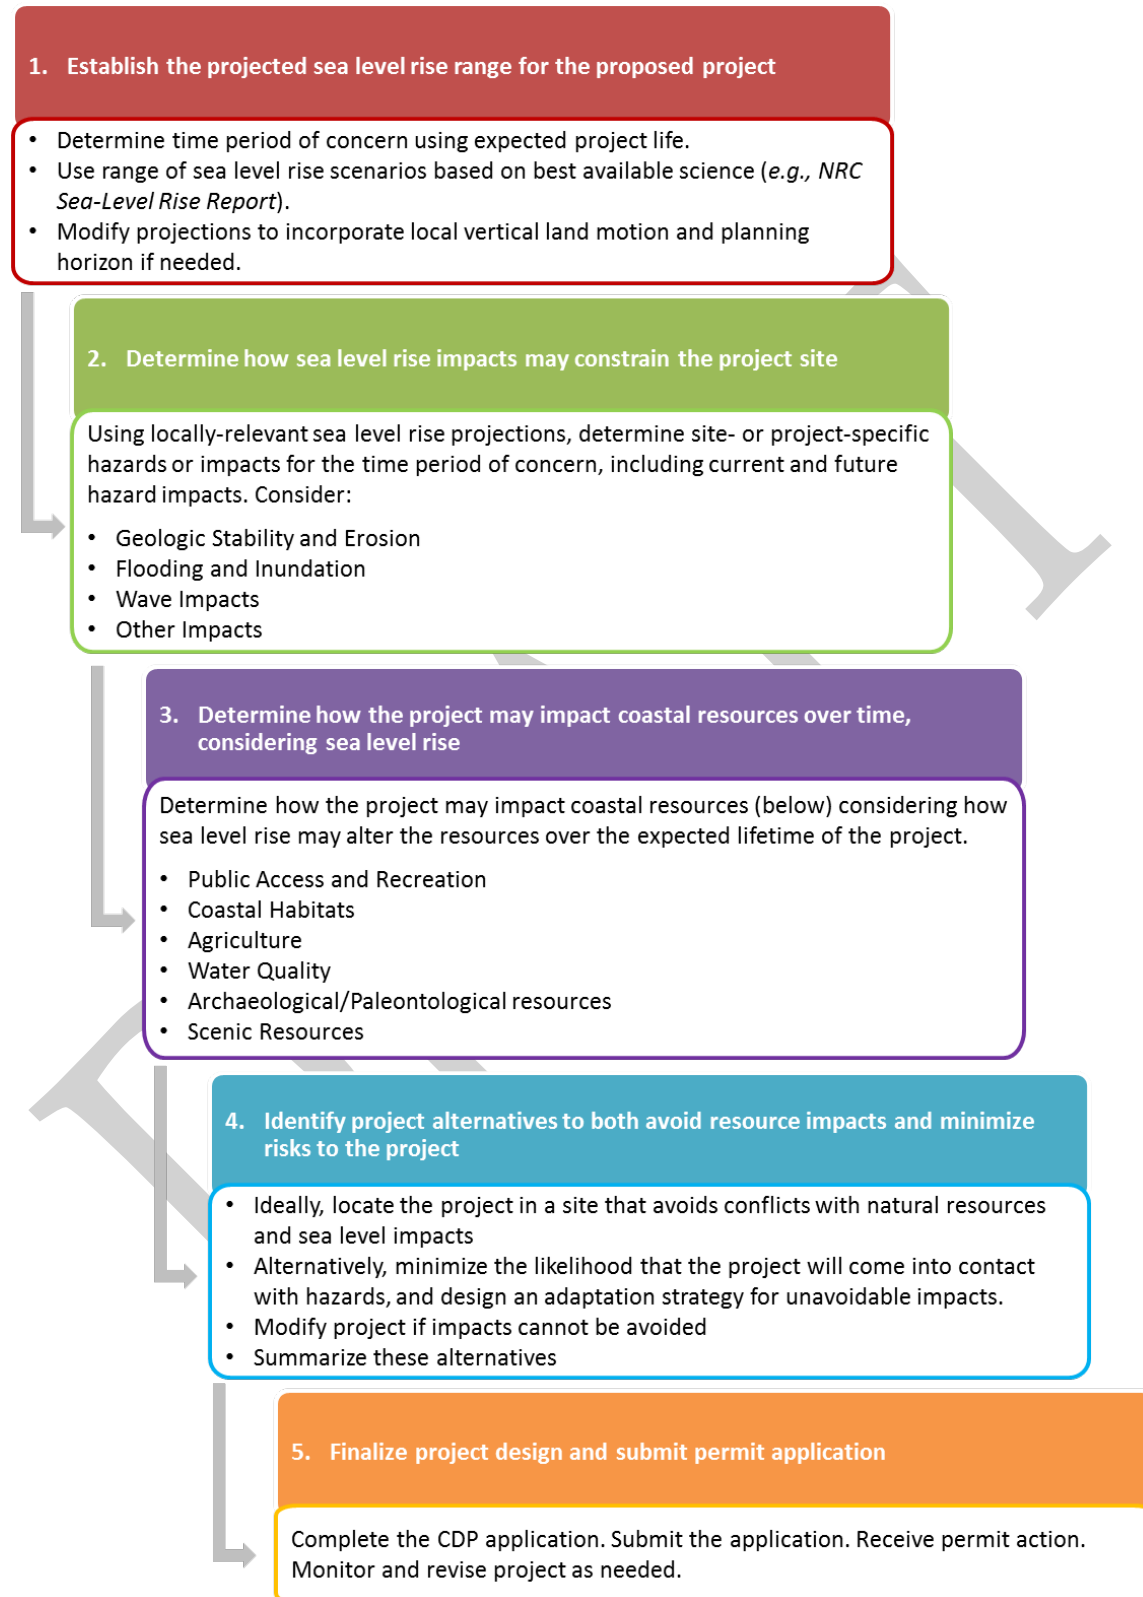 1. Establish the projected sea level rise range for the proposed project
• Determine time period of concern using expected project life.
• Use range of sea level rise scenarios based on best available science (e.g., NRC
Sea-Level Rise Report).
• Modify projections to incorporate local vertical land motion and planning
horizon if needed.
2. Determine how sea level rise impacts may constrain the project site
Using locally-relevant sea level rise projections, determine site- or project-specific
hazards or impacts for the time period of concern, including current and future
hazard impacts. Consider:
• Geologic Stability and Erosion
• Flooding and Inundation
• Wave Impacts
• Other Impacts
3. Determine how the project may impact coastal resources over time,
considering sea level rise
Determine how the project may impact coastal resources (below) considering how
sea level rise may alter the resources over the expected lifetime of the project.
• Public Access and Recreation
• Coastal Habitats
• Agriculture
• Water Quality
• Archaeological/Paleontological resources
• Scenic Resources
4. Identify project alternatives to both avoid resource impacts and minimize
risks to the project
• Ideally, locate the project in a site that avoids conflicts with natural resources
and sea level impacts
• Alternatively, minimize the likelihood that the project will come into contact
with hazards, and design an adaptation strategy for unavoidable impacts.
• Modify project if impacts cannot be avoided
• Summarize these alternatives
5. Finalize project design and submit permit application
Complete the CDP application. Submit the application. Receive permit action.
Monitor and revise project as needed.